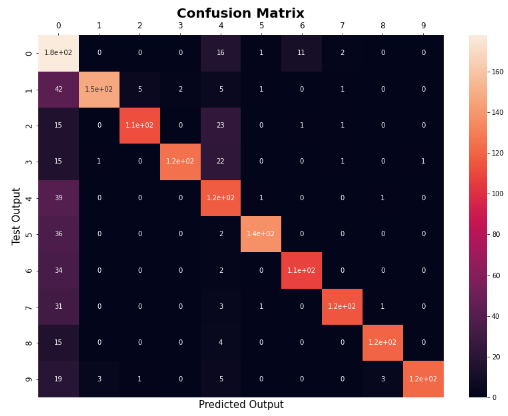 Confusion Matrix
0 1 2 3 4 5 6 7 8 9
0 1.8e+02 0 0 0 16 1 11 2 0 0
1 42 1.5e+02 5 2 5 1 0 1 0 0
2 15 0 1.1e+02 0 23 0 1 1 0 0
3 15 1 0 1.2e+02 22 0 0 1 0 1
4 39 0 0 0 1.2e+02 1 0 0 1 0
5 36 0 0 0 2 1.4e+02 0 0 0 0
6 34 0 0 0 2 0 1.1e+02 0 0 0
7 31 0 0 0 3 1 0 1.2e+02 1 0
8 15 0 0 0 4 0 0 0 1.2e+02 0
9 19 3 1 0 5 0 0 0 3 1.2e+02
Test Output
Predicted Output
160
140
120
100
80
60
40
20
0